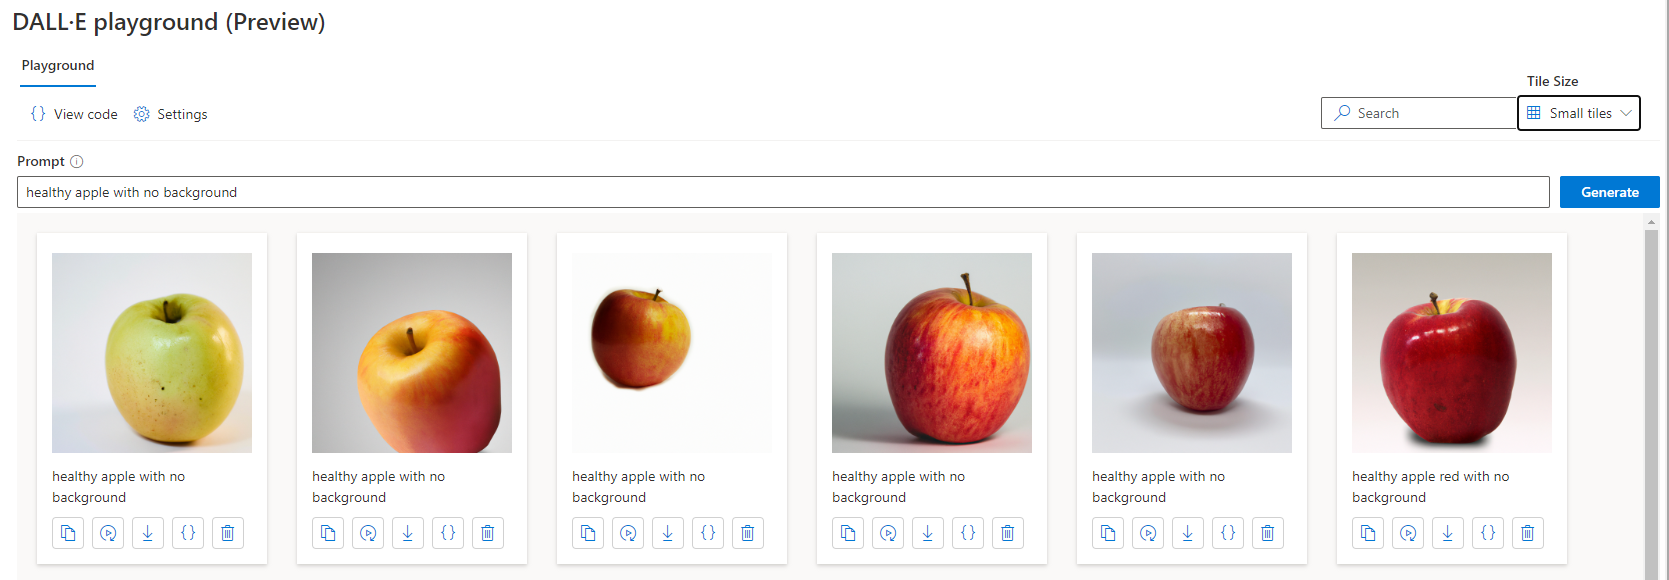 DALL·E playground (Preview)
Playground
{} View code Settings
Tile Size
Search
Small tiles
Prompt
healthy apple with no background
Generate
healthy apple with no
background
healthy apple with no
background
healthy apple with no
background
healthy apple with no
background
healthy apple with no
background
healthy apple red with no
background